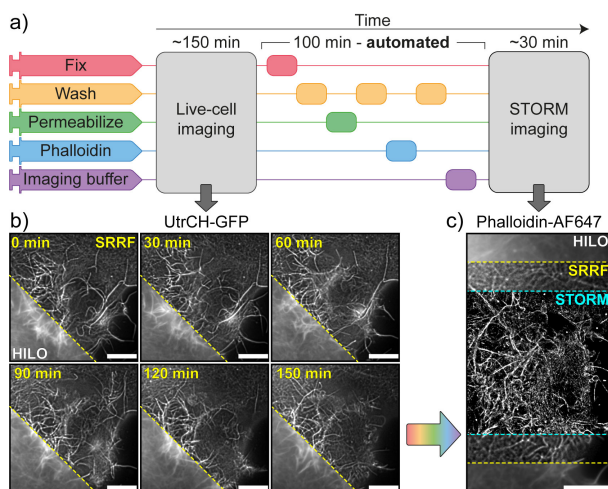 a)
Time
~150 min
100 min - automated
~30 min
Fix
Wash
Permeabilize
Phalloidin
Imaging buffer
Live-cell
imaging
STORM
imaging
b)
UtrCH-GFP
0 min
SRRF
30 min
60 min
HILO
90 min
120 min
150 min
c)
Phalloidin-AF647
HILO
SRRF
STORM